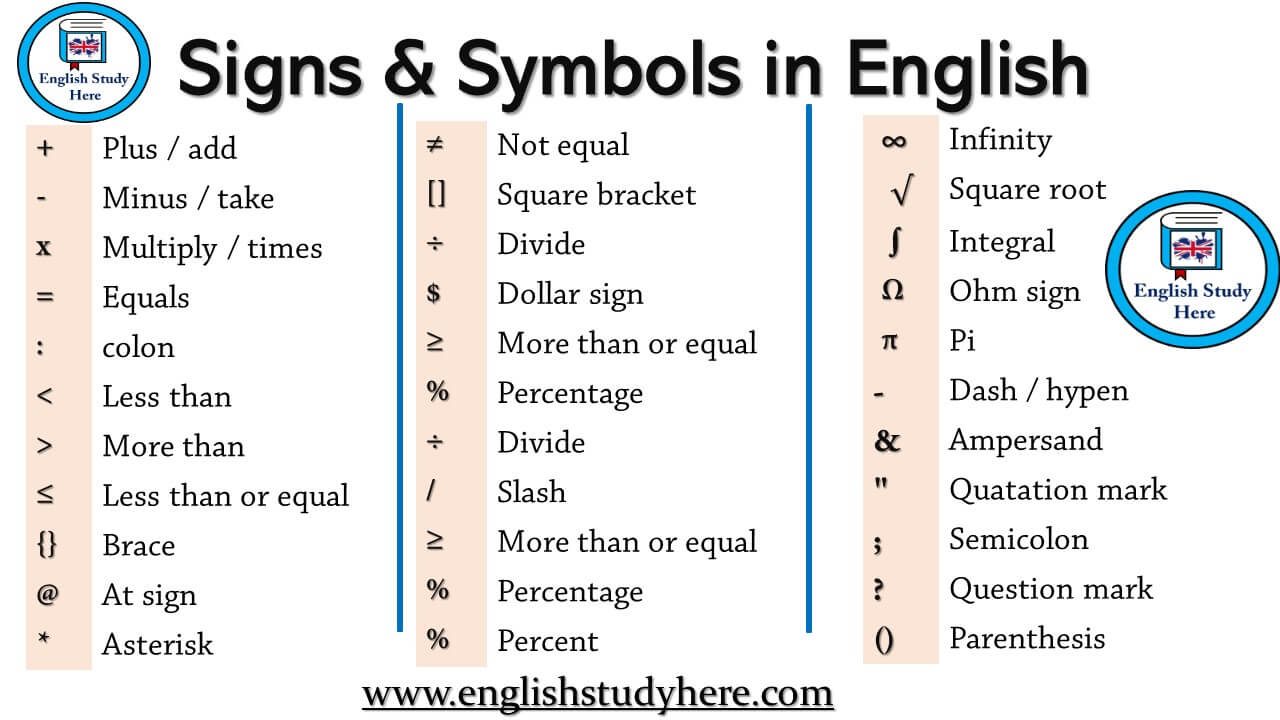 English Study
Here
Signs & Symbols in English
+ Plus / add
- Minus / take
x Multiply / times
= Equals
: colon
< Less than
> More than
≤ Less than or equal
{} Brace
@ At sign
* Asterisk
≠ Not equal
[] Square bracket
÷ Divide
$ Dollar sign
≥ More than or equal
% Percentage
÷ Divide
/ Slash
≥ More than or equal
% Percentage
% Percent
∞ Infinity
√ Square root
∫ Integral
Ω Ohm sign
π Pi
- Dash / hypen
& Ampersand
" Quatation mark
; Semicolon
? Question mark
() Parenthesis
English Study
Here
www.englishstudyhere.com